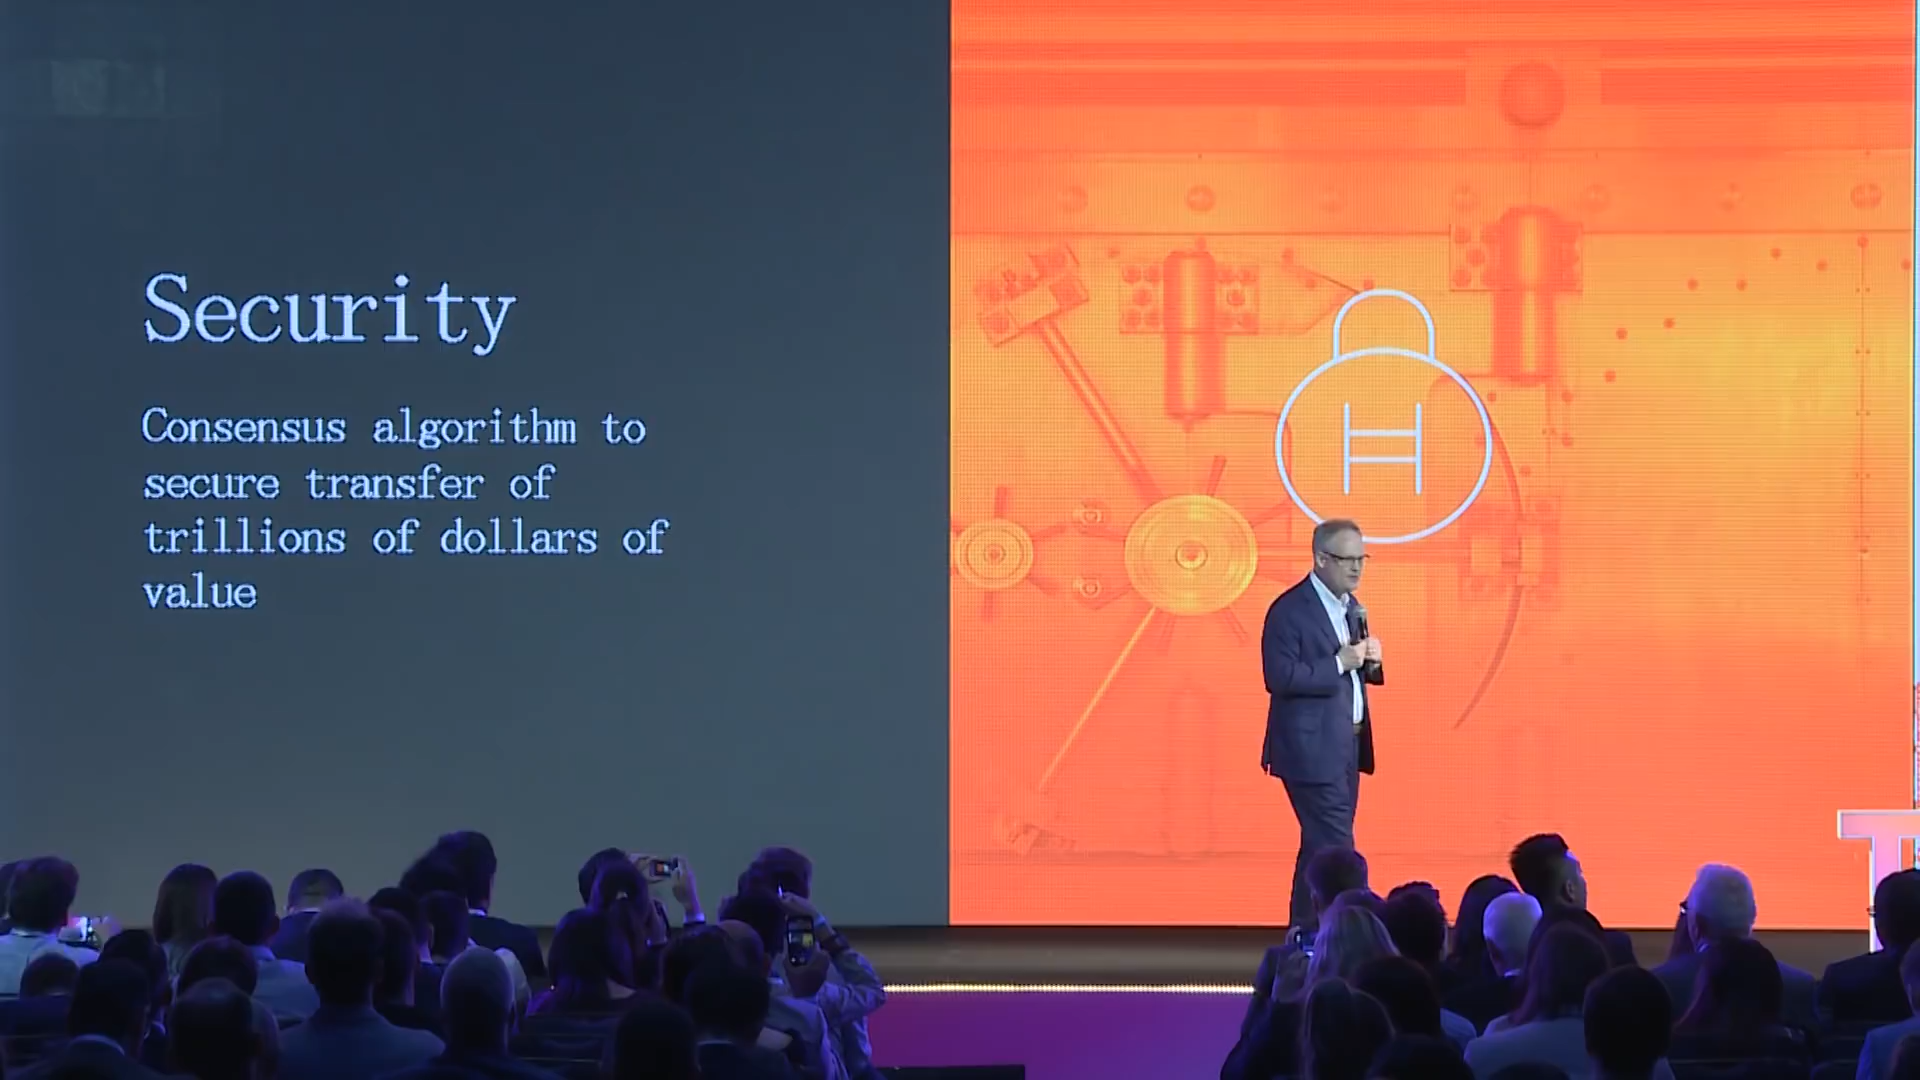 Security
Consensus algorithm to
secure transfer of
trillions of dollars of
value
H